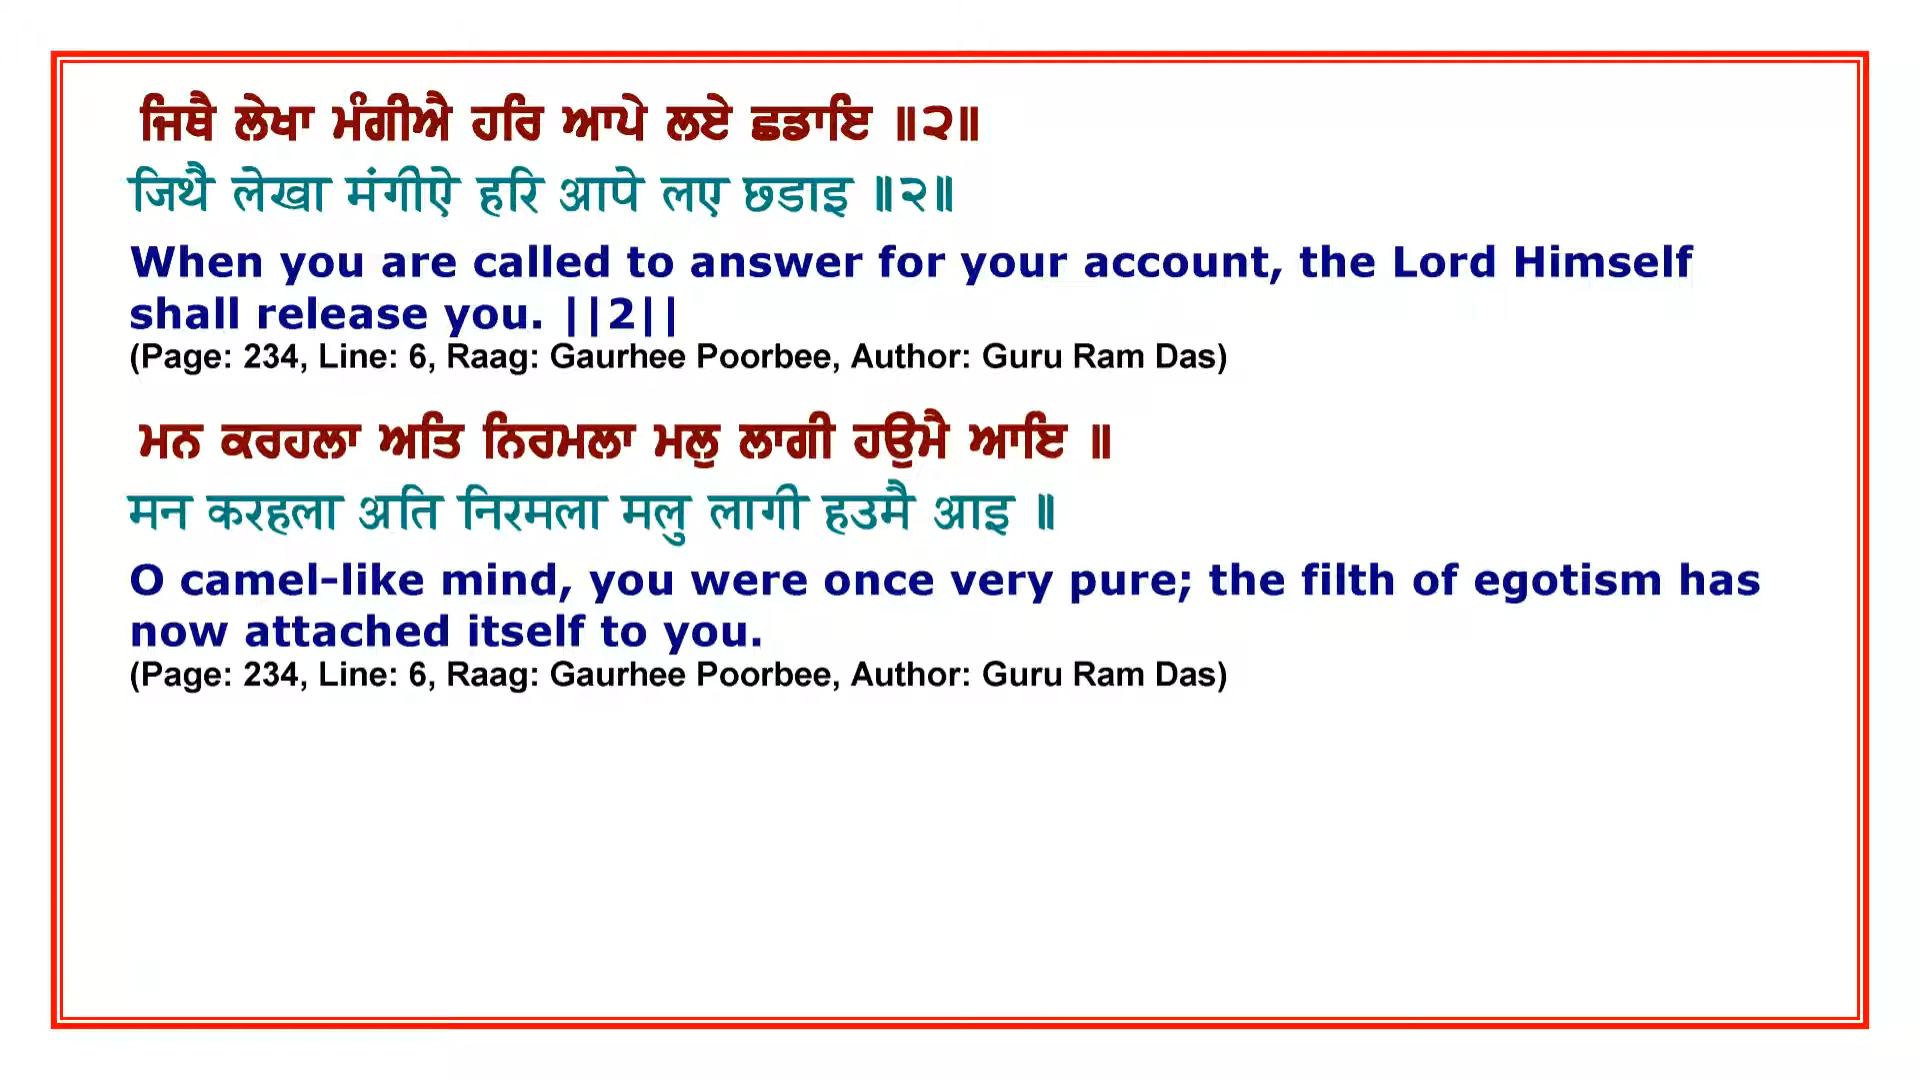 ਜਿਥੈ ਲੇਖਾ ਮੰਗੀਐ ਹਰਿ ਆਪੇ ਲਏ ਛਡਾਇ ॥੨॥
जिथै लेखा मंगीऐ हरि आपे लए छडाइ ॥२॥
When you are called to answer for your account, the Lord Himself
shall release you. ||2||
(Page: 234, Line: 6, Raag: Gaurhee Poorbee, Author: Guru Ram Das)
ਮਨ ਕਰਹਲਾ ਅਤਿ ਨਿਰਮਲਾ ਮਲੁ ਲਾਗੀ ਹਉਮੈ ਆਇ ॥
मन करहला अति निरमला मलु लागी हउमै आइ ॥
O camel-like mind, you were once very pure; the filth of egotism has
now attached itself to you.
(Page: 234, Line: 6, Raag: Gaurhee Poorbee, Author: Guru Ram Das)